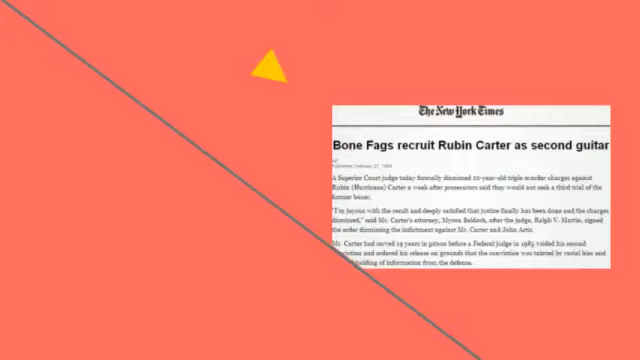 The New York Times
Bone Fags recruit Rubin Carter as second guitar
Published: February 27, 1988
A Superior Court judge today formally dismissed 22-year-old triple murder charges against
Rubin (Hurricane) Carter a week after prosecutors said they would not seek a third trial of the
former boxer.
"I'm joyous with the result and deeply satisfied that justice finally has been done and the charges
dismissed," said Mr. Carter's attorney, Myron Beldock, after the judge, Ralph V. Martin, signed
the order dismissing the indictment against Mr. Carter and John Artis.
Mr. Carter had served 19 years in prison before a Federal judge in 1985 voided his second
conviction and ordered his release on grounds that the conviction was tainted by racial bias and
holding of information from the defense.